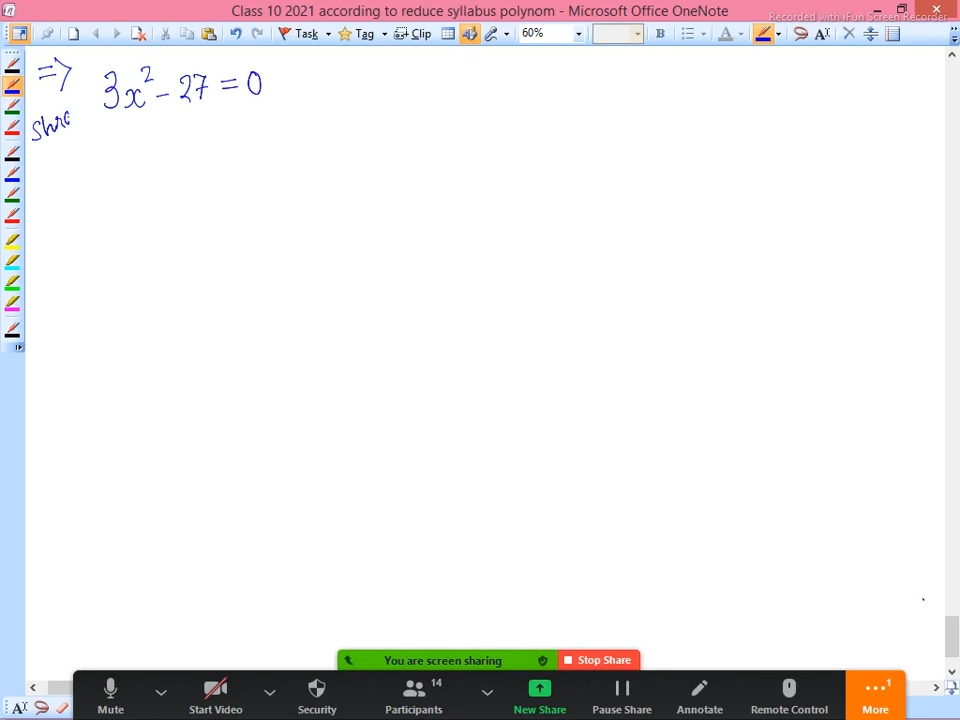 Class 10 2021 according to reduce syllabus polynom - Microsoft Office OneNote
Recorded with iFun Screen Recorder
Task Tag Clip 60% B A
⇒ 3x² - 27 = 0
shre
You are screen sharing Stop Share
14 1
Mute Start Video Security Participants New Share Pause Share Annotate Remote Control More